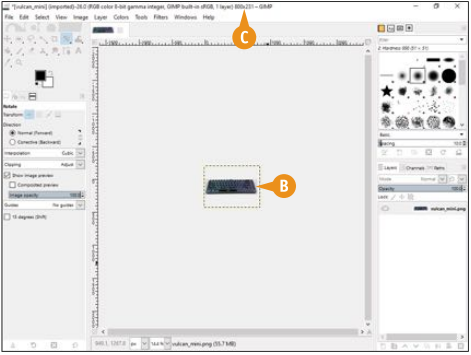 *[vulcan_mini] (imported)-28.0 (RGB color 8-bit gamma integer, GIMP built-in sRGB, 1 layer) 800x231 – GIMP
File Edit Select View Image Layer Colors Tools Filters Windows Help
C
B
Rotate
Transform:
Direction
Normal (Forward)
Corrective (Backward)
Interpolation Cubic
Clipping Adjust
Show image preview
Composited preview
Image opacity 100.0
Guides No guides
15 degrees (Shift)
Filter
2. Hardness 050 (51 × 51)
Basic
Spacing 10.0
Layers Channels Paths
Mode Normal
Opacity 100.0
Lock
vulcan_mini.png
px
vulcan_mini.png (55.7 MB)